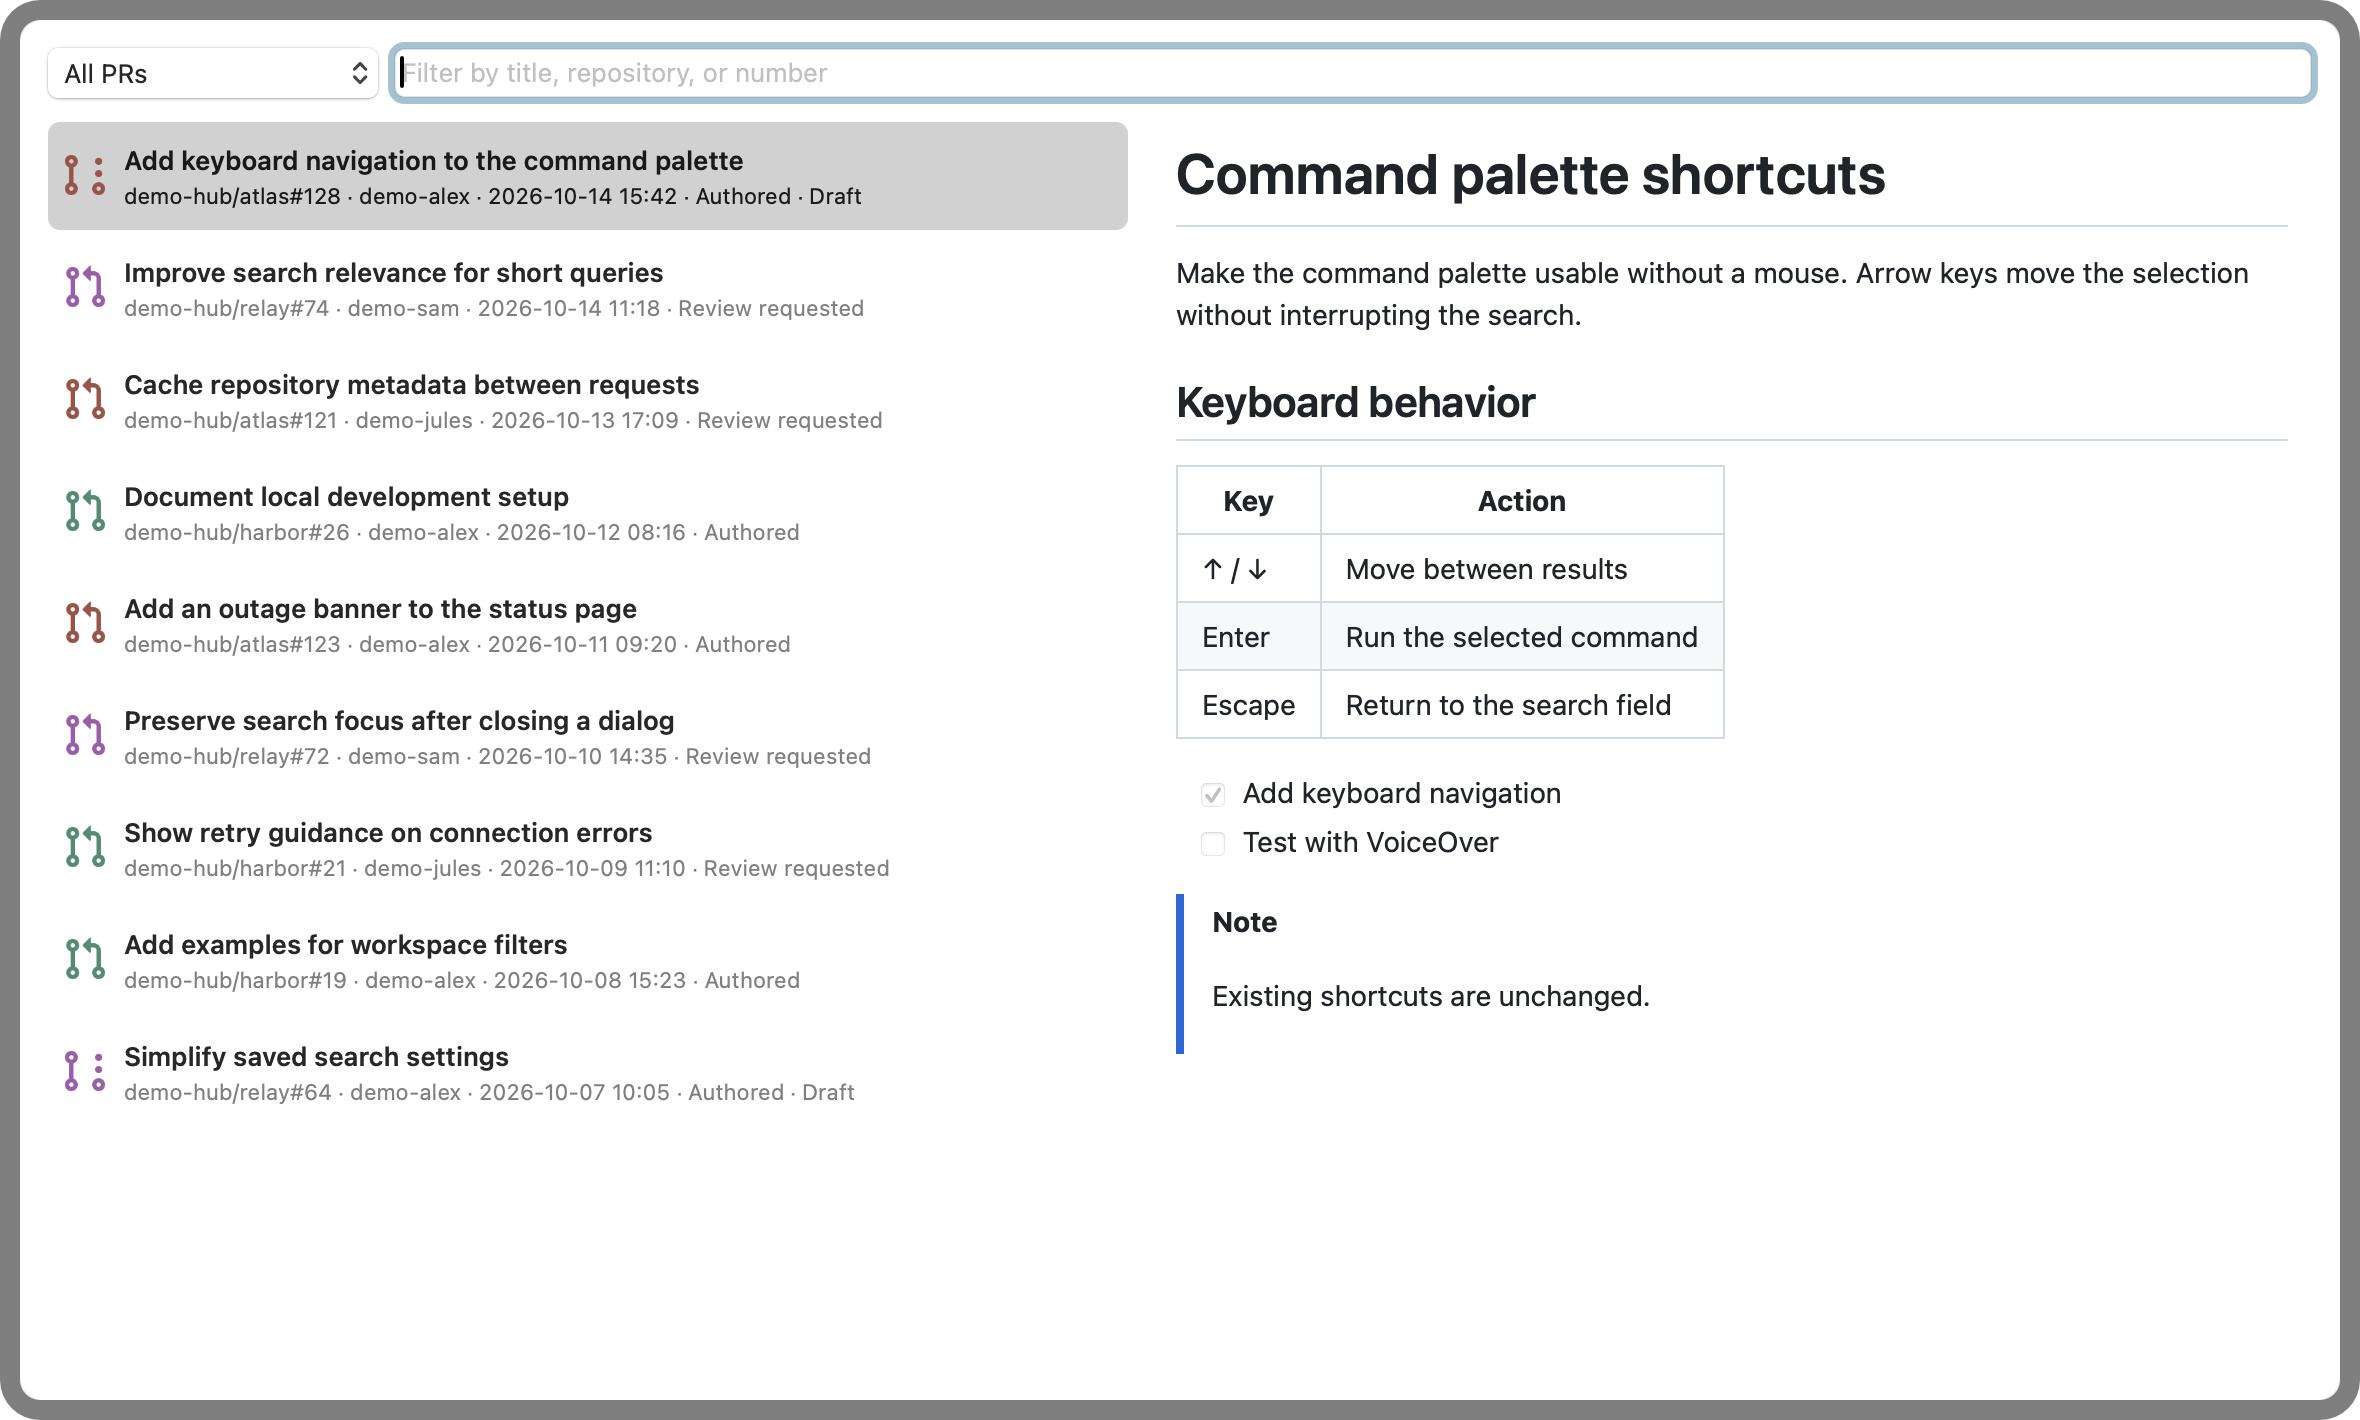 All PRs
Filter by title, repository, or number
Add keyboard navigation to the command palette
demo-hub/atlas#128 · demo-alex · 2026-10-14 15:42 · Authored · Draft
Improve search relevance for short queries
demo-hub/relay#74 · demo-sam · 2026-10-14 11:18 · Review requested
Cache repository metadata between requests
demo-hub/atlas#121 · demo-jules · 2026-10-13 17:09 · Review requested
Document local development setup
demo-hub/harbor#26 · demo-alex · 2026-10-12 08:16 · Authored
Add an outage banner to the status page
demo-hub/atlas#123 · demo-alex · 2026-10-11 09:20 · Authored
Preserve search focus after closing a dialog
demo-hub/relay#72 · demo-sam · 2026-10-10 14:35 · Review requested
Show retry guidance on connection errors
demo-hub/harbor#21 · demo-jules · 2026-10-09 11:10 · Review requested
Add examples for workspace filters
demo-hub/harbor#19 · demo-alex · 2026-10-08 15:23 · Authored
Simplify saved search settings
demo-hub/relay#64 · demo-alex · 2026-10-07 10:05 · Authored · Draft
Command palette shortcuts
Make the command palette usable without a mouse. Arrow keys move the selection
without interrupting the search.
Keyboard behavior
Key Action
↑ / ↓ Move between results
Enter Run the selected command
Escape Return to the search field
Add keyboard navigation
Test with VoiceOver
Note
Existing shortcuts are unchanged.